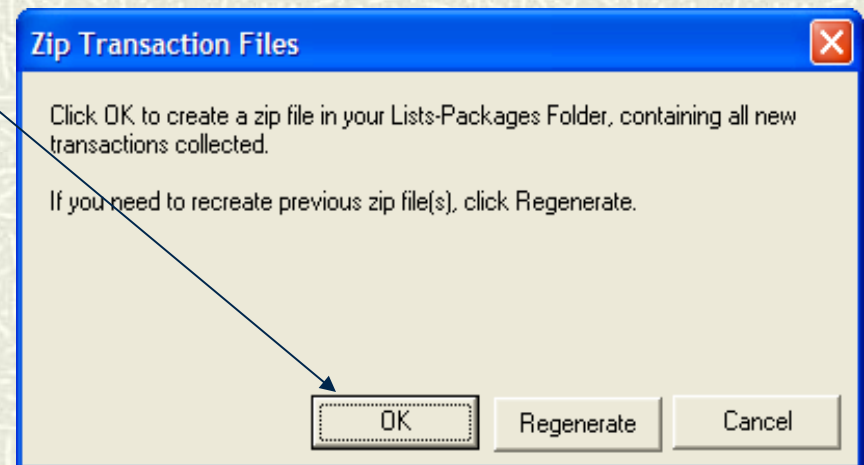 Zip Transaction Files
Click OK to create a zip file in your Lists-Packages Folder, containing all new
transactions collected.
If you need to recreate previous zip file(s), click Regenerate.
OK Regenerate Cancel